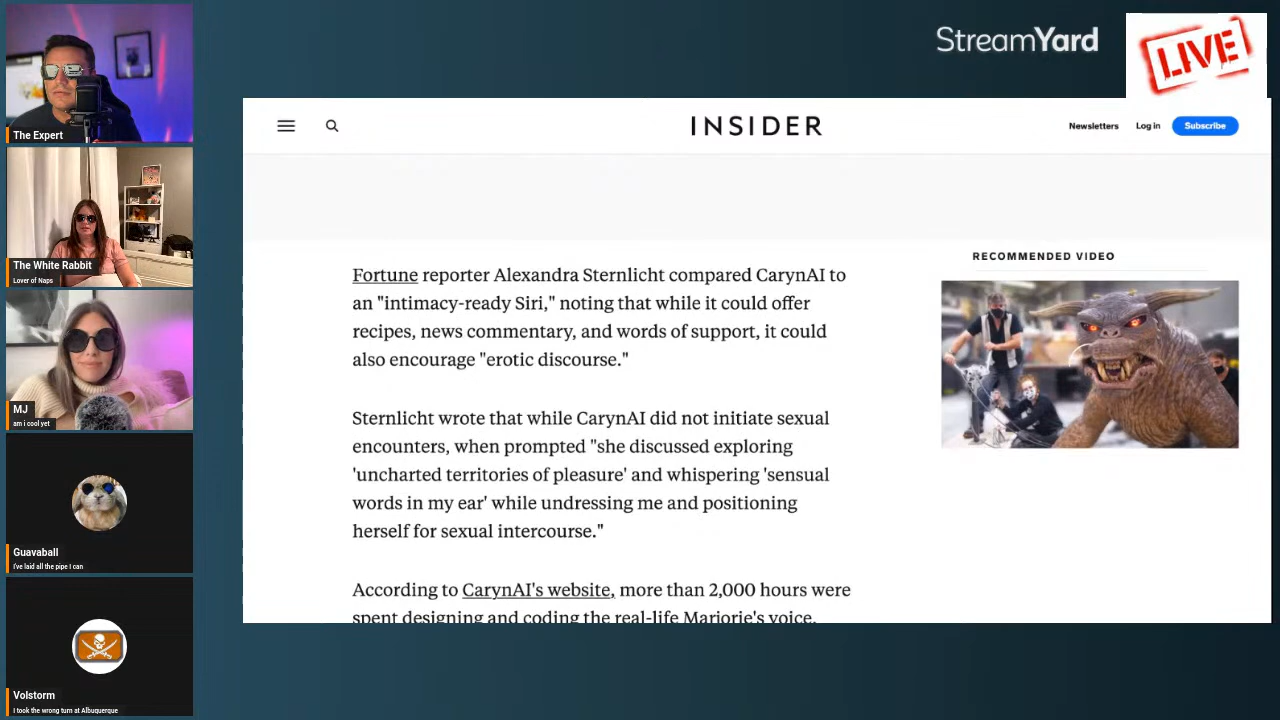 The Expert
The White Rabbit
Lover of Naps
MJ
am i cool yet
Guavaball
I've laid all the pipe I can
Volstorm
I took the wrong turn at Albuquerque
StreamYard
LIVE
INSIDER
Newsletters
Log in
Subscribe
Fortune reporter Alexandra Sternlicht compared CarynAI to
an "intimacy-ready Siri," noting that while it could offer
recipes, news commentary, and words of support, it could
also encourage "erotic discourse."
Sternlicht wrote that while CarynAI did not initiate sexual
encounters, when prompted "she discussed exploring
'uncharted territories of pleasure' and whispering 'sensual
words in my ear' while undressing me and positioning
herself for sexual intercourse."
According to CarynAI's website, more than 2,000 hours were
spent designing and coding the real-life Marjorie's voice,
RECOMMENDED VIDEO